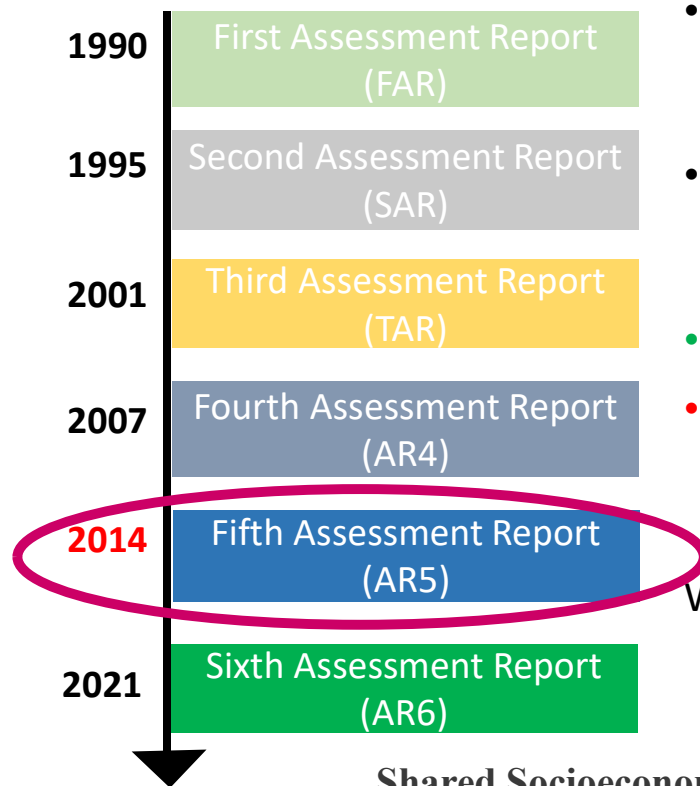 1990
First Assessment Report
(FAR)
1995
Second Assessment Report
(SAR)
2001
Third Assessment Report
(TAR)
2007
Fourth Assessment Report
(AR4)
2014
Fifth Assessment Report
(AR5)
2021
Sixth Assessment Report
(AR6)
Shared